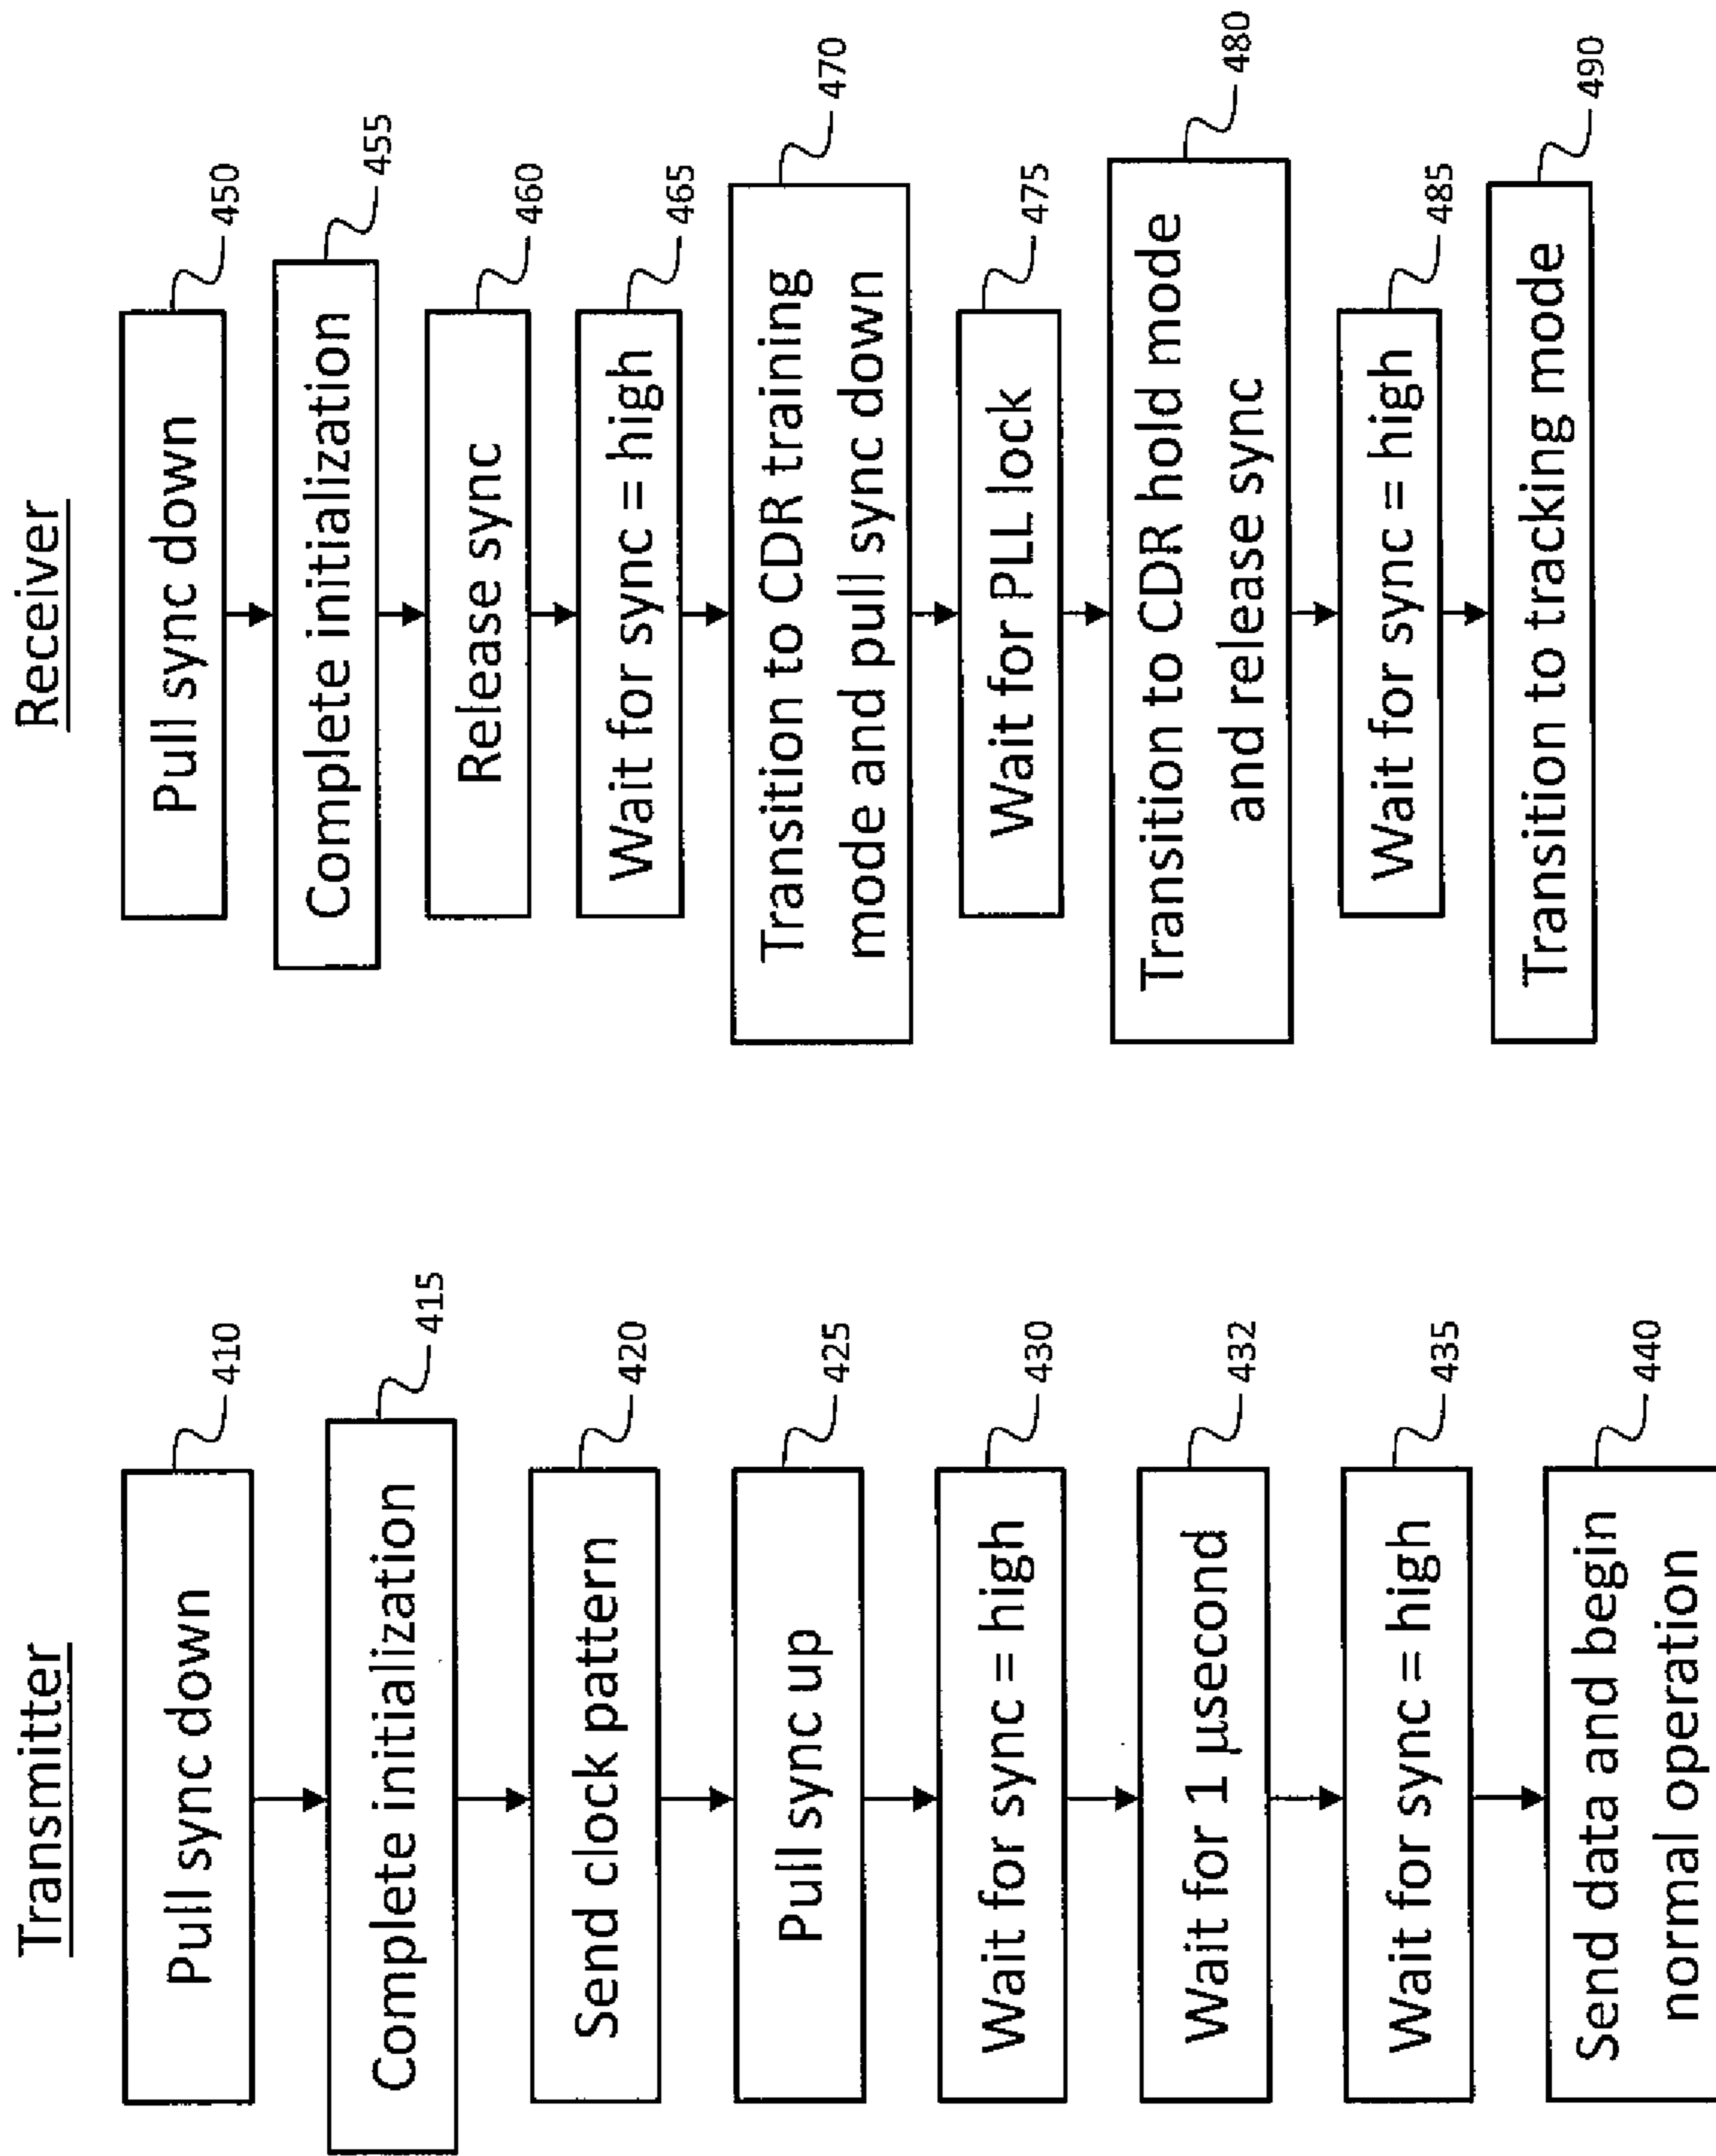 Transmitter
Pull sync down
410
Complete initialization
415
Send clock pattern
420
Pull sync up
425
Wait for sync = high
430
Wait for 1 μsecond
432
Wait for sync = high
435
Send data and begin
normal operation
440
Receiver
Pull sync down
450
Complete initialization
455
Release sync
460
Wait for sync = high
465
Transition to CDR training
mode and pull sync down
470
Wait for PLL lock
475
Transition to CDR hold mode
and release sync
480
Wait for sync = high
485
Transition to tracking mode
490